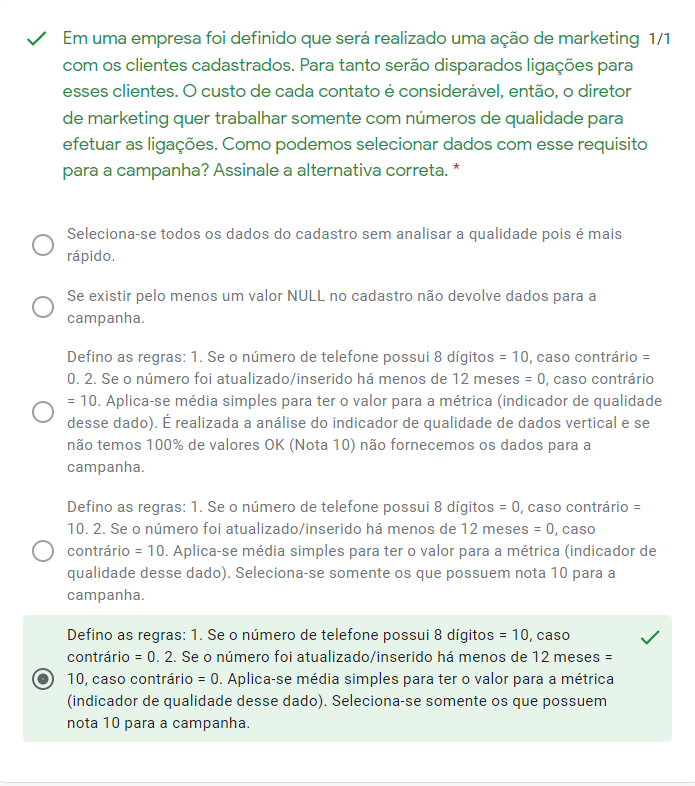 Em uma empresa foi definido que será realizado uma ação de marketing 1/1
com os clientes cadastrados. Para tanto serão disparados ligações para
esses clientes. O custo de cada contato é considerável, então, o diretor
de marketing quer trabalhar somente com números de qualidade para
efetuar as ligações. Como podemos selecionar dados com esse requisito
para a campanha? Assinale a alternativa correta. *
Seleciona-se todos os dados do cadastro sem analisar a qualidade pois é mais
rápido.
Se existir pelo menos um valor NULL no cadastro não devolve dados para a
campanha.
Defino as regras: 1. Se o número de telefone possui 8 dígitos = 10, caso contrário =
0. 2. Se o número foi atualizado/inserido há menos de 12 meses = 0, caso contrário
= 10. Aplica-se média simples para ter o valor para a métrica (indicador de qualidade
desse dado). É realizada a análise do indicador de qualidade de dados vertical e se
não temos 100% de valores OK (Nota 10) não fornecemos os dados para a
campanha.
Defino as regras: 1. Se o número de telefone possui 8 dígitos = 0, caso contrário =
10. 2. Se o número foi atualizado/inserido há menos de 12 meses = 0, caso
contrário = 10. Aplica-se média simples para ter o valor para a métrica (indicador de
qualidade desse dado). Seleciona-se somente os que possuem nota 10 para a
campanha.
Defino as regras: 1. Se o número de telefone possui 8 dígitos = 10, caso
contrário = 0. 2. Se o número foi atualizado/inserido há menos de 12 meses =
10, caso contrário = 0. Aplica-se média simples para ter o valor para a métrica
(indicador de qualidade desse dado). Seleciona-se somente os que possuem
nota 10 para a campanha.